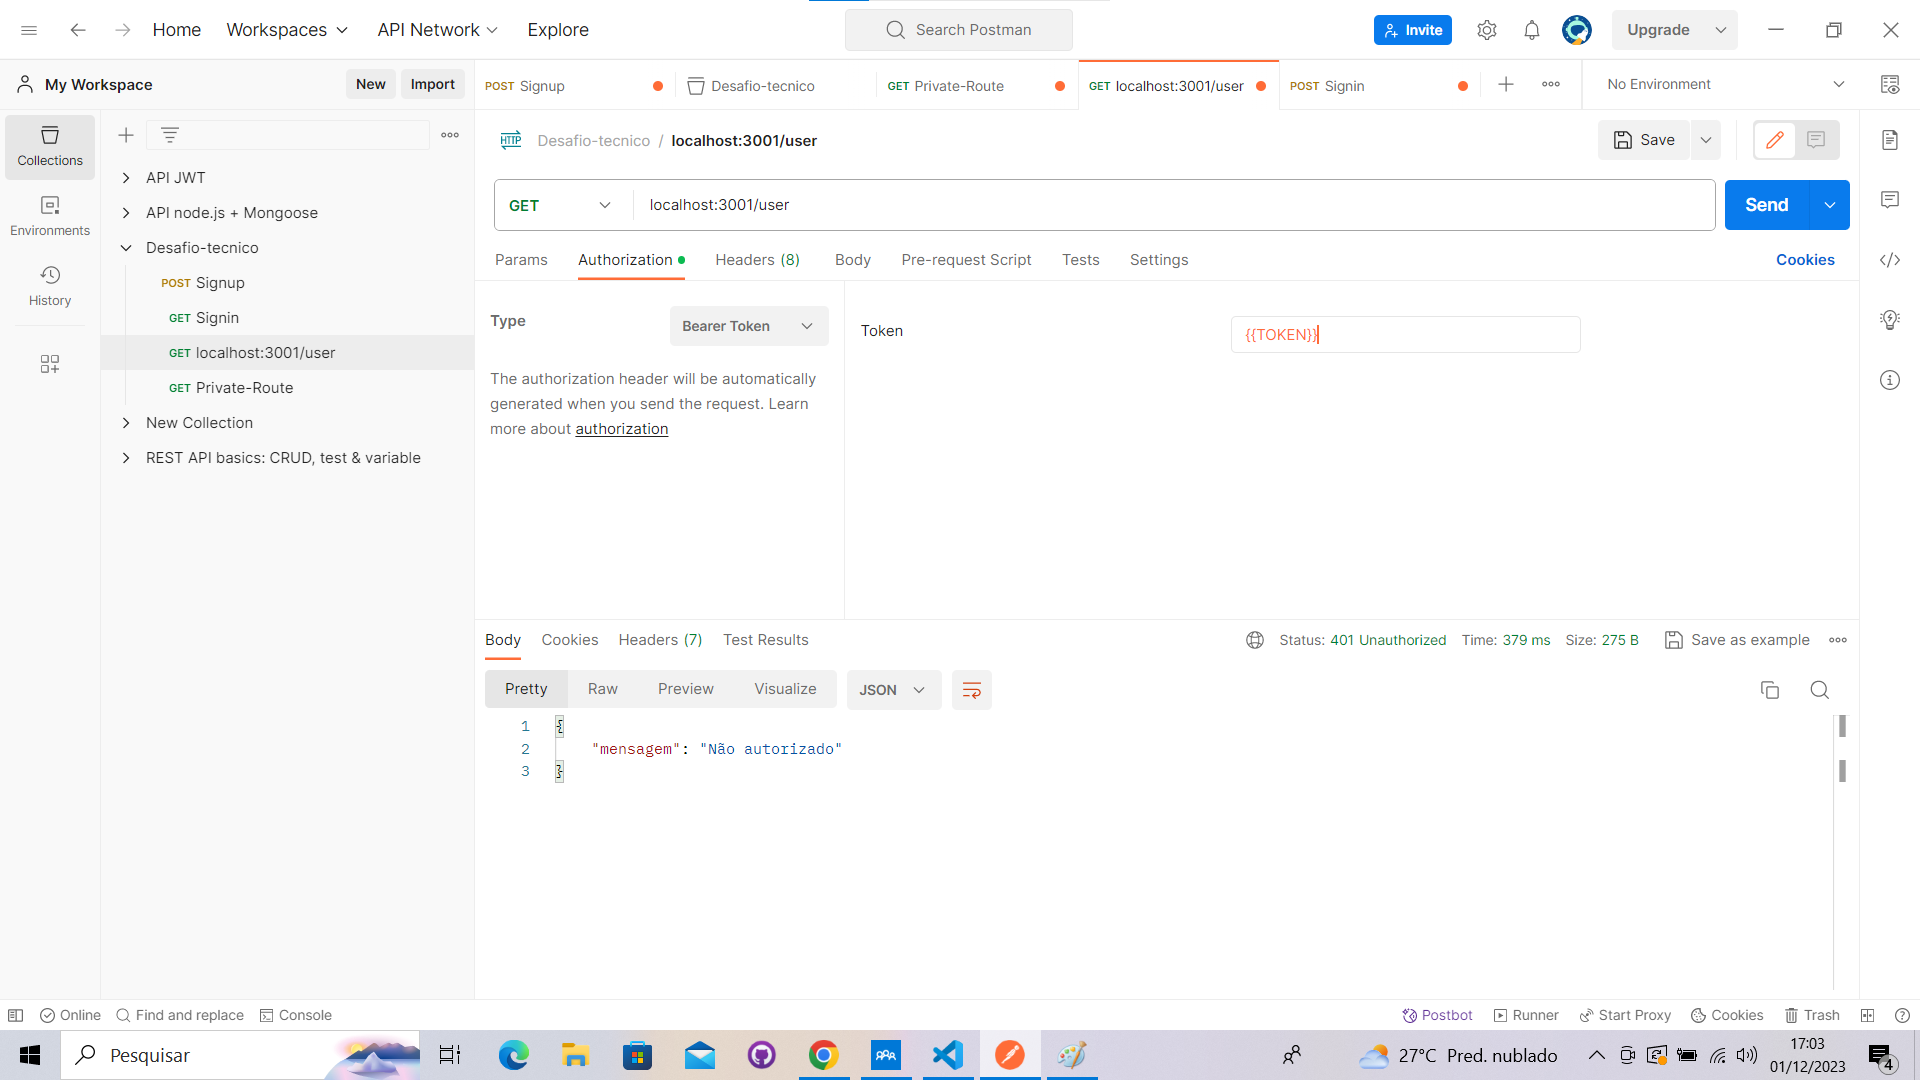 Home
Workspaces
API Network
Explore
Search Postman
Invite
Upgrade
My Workspace
New
Import
POST Signup
Desafio-tecnico
GET Private-Route
GET localhost:3001/user
POST Signin
No Environment
Collections
Environments
History
API JWT
API node.js + Mongoose
Desafio-tecnico
POST Signup
GET Signin
GET localhost:3001/user
GET Private-Route
New Collection
REST API basics: CRUD, test & variable
HTTP
Desafio-tecnico / localhost:3001/user
Save
GET
localhost:3001/user
Send
Params
Authorization
Headers (8)
Body
Pre-request Script
Tests
Settings
Cookies
Type
Bearer Token
The authorization header will be automatically
generated when you send the request. Learn
more about authorization
Token
{{TOKEN}}
Body
Cookies
Headers (7)
Test Results
Status: 401 Unauthorized
Time: 379 ms
Size: 275 B
Save as example
Pretty
Raw
Preview
Visualize
JSON
1 {
2 "mensagem": "Não autorizado"
3 }
Online
Find and replace
Console
Postbot
Runner
Start Proxy
Cookies
Trash
Pesquisar
27°C Pred. nublado
17:03
01/12/2023
4